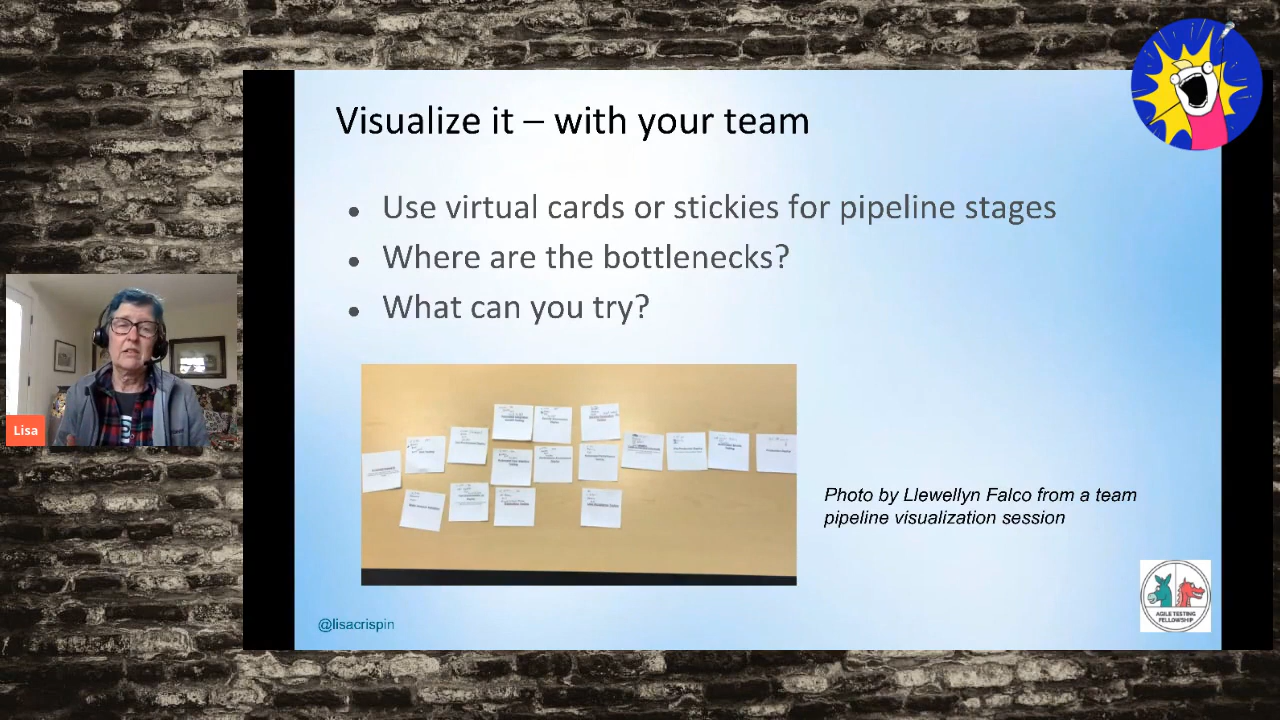 Visualize it – with your team
Use virtual cards or stickies for pipeline stages
Where are the bottlenecks?
What can you try?
Photo by Llewellyn Falco from a team
pipeline visualization session
@lisacrispin
AGILE TESTING
FELLOWSHIP
Lisa